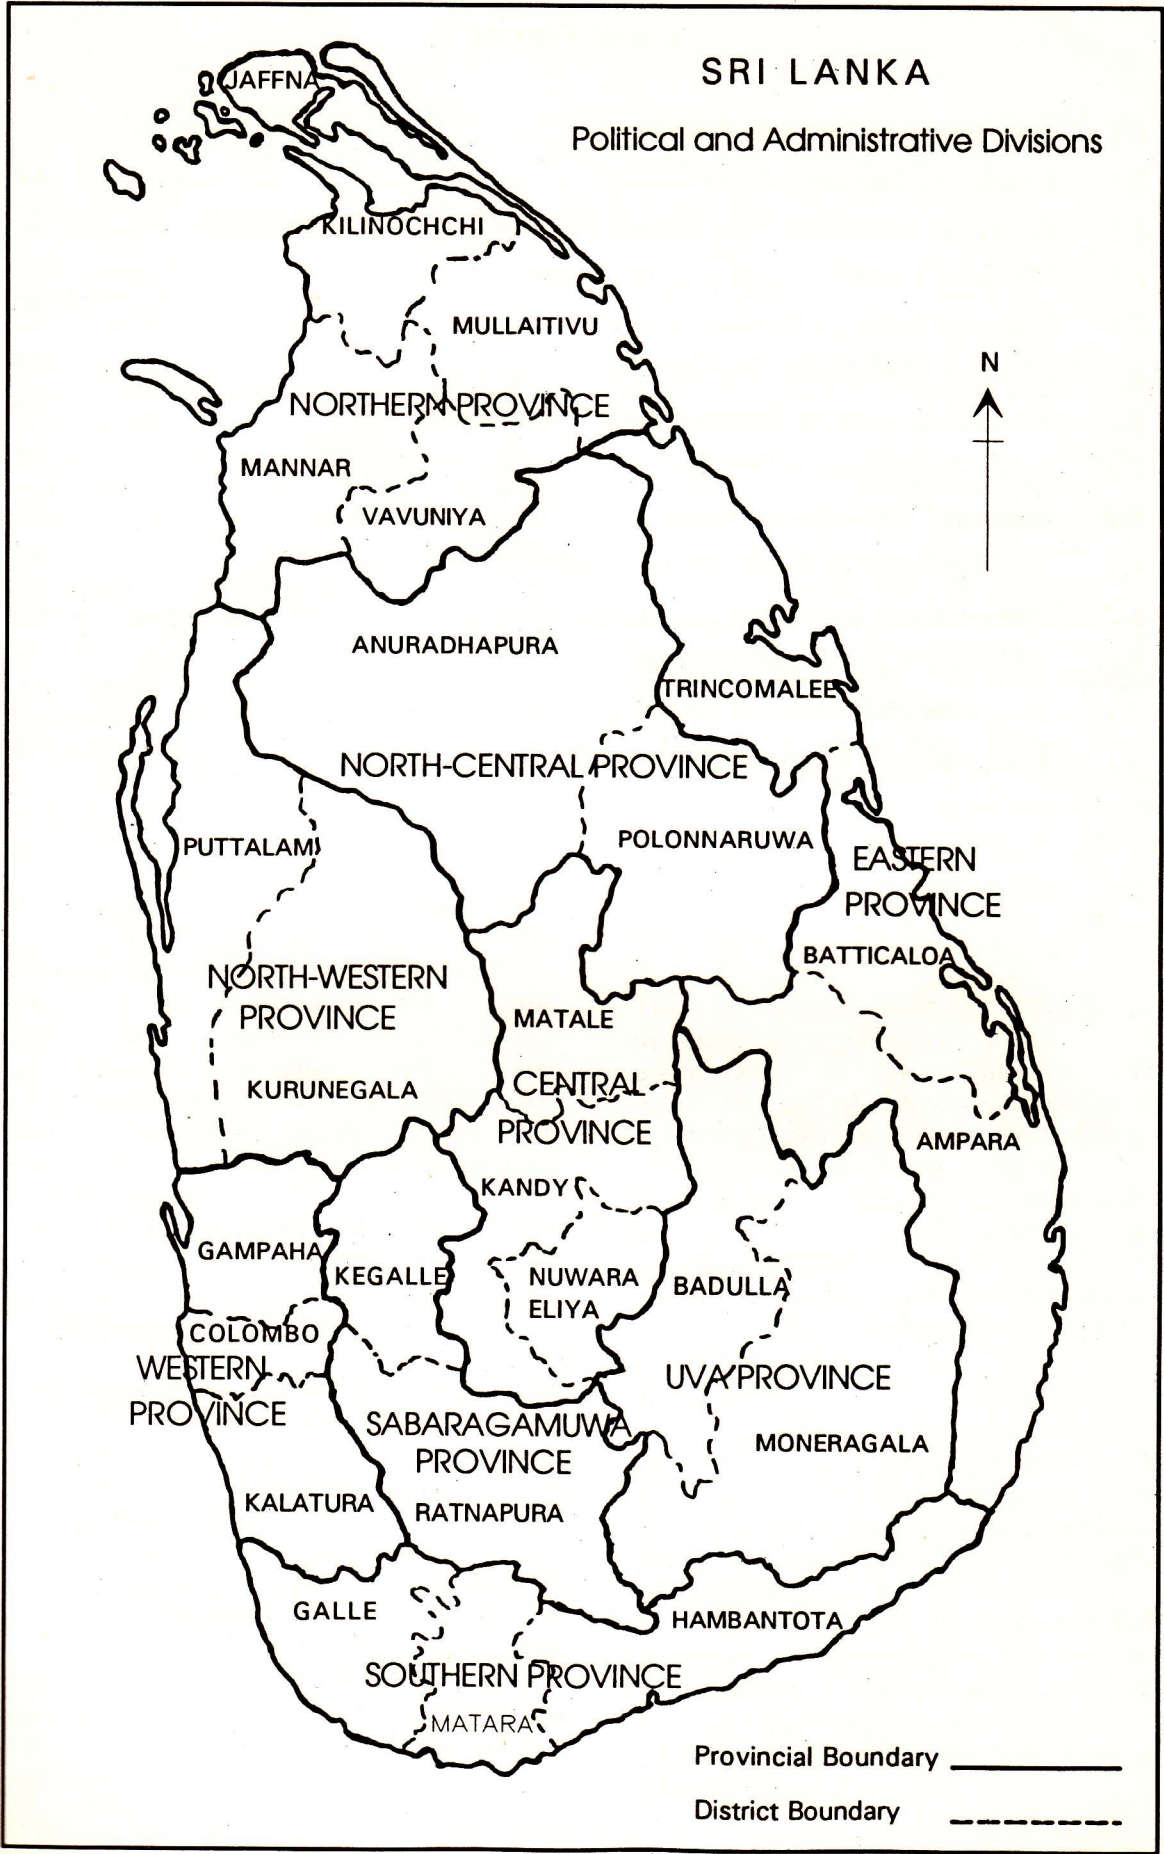 SRI LANKA
Political and Administrative Divisions
JAFFNA
KILINOCHCHI
MULLAITIVU
N
NORTHERN PROVINCE
MANNAR
VAVUNIYA
ANURADHAPURA
TRINCOMALEE
NORTH-CENTRAL PROVINCE
PUTTALAM
POLONNARUWA
EASTERN
PROVINCE
BATTICALOA
NORTH-WESTERN
PROVINCE
MATALE
KURUNEGALA
CENTRAL
PROVINCE
AMPARA
KANDY
GAMPAHA
KEGALLE
NUWARA
ELIYA
BADULLA
COLOMBO
WESTERN
PROVINCE
UVA PROVINCE
SABARAGAMUWA
PROVINCE
MONERAGALA
KALATURA
RATNAPURA
GALLE
HAMBANTOTA
SOUTHERN PROVINCE
MATARA
Provincial Boundary
District Boundary